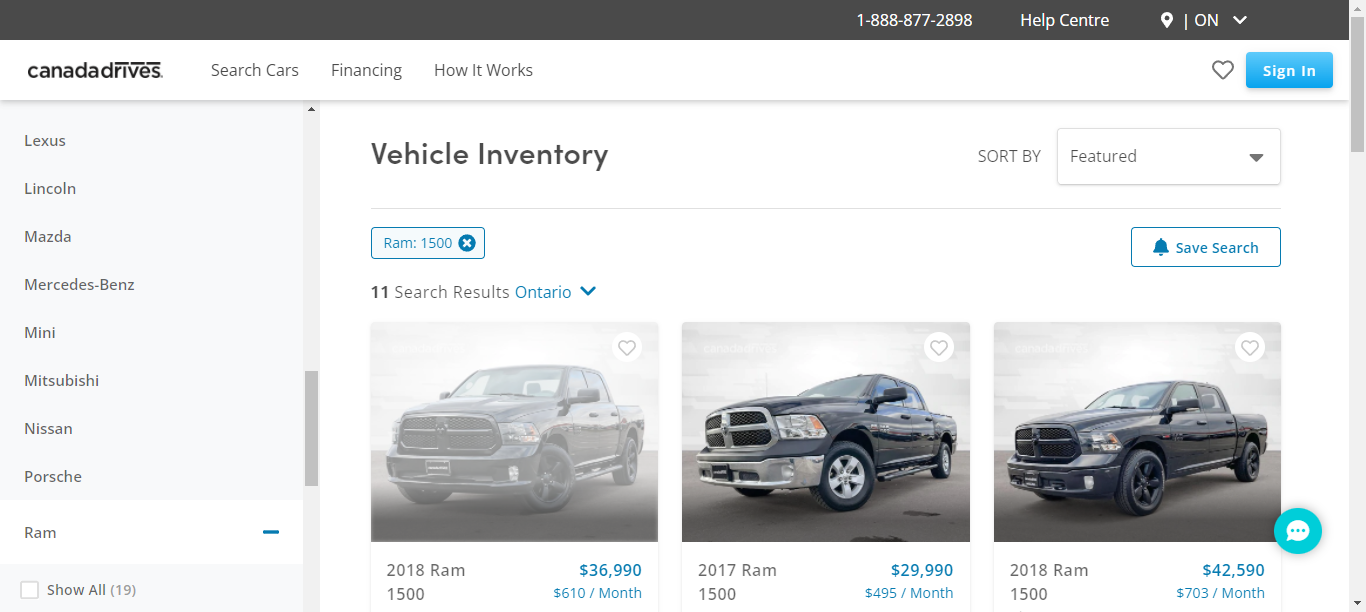 1-888-877-2898 Help Centre | ON
canadadrives. Search Cars Financing How It Works Sign In
Lexus
Lincoln
Mazda
Mercedes-Benz
Mini
Mitsubishi
Nissan
Porsche
Ram
Show All (19)
Vehicle Inventory
SORT BY Featured
Ram: 1500
Save Search
11 Search Results Ontario
2018 Ram 1500
$36,990
$610 / Month
2017 Ram 1500
$29,990
$495 / Month
2018 Ram 1500
$42,590
$703 / Month